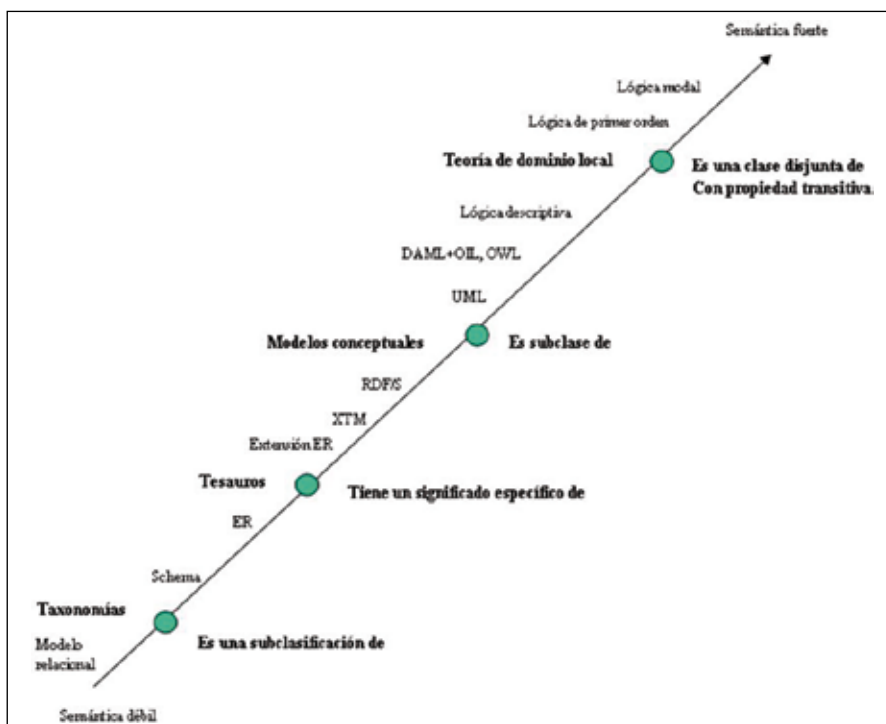 Semántica fuerte
Lógica modal
Lógica de primer orden
Teoría de dominio local
Es una clase disjunta de
Con propiedad transitiva.
Lógica descriptiva
DAML+OIL, OWL
UML
Modelos conceptuales
Es subclase de
RDF/S
XTM
Extensión ER
Tesauros
Tiene un significado específico de
ER
Schema
Taxonomías
Es una subclasificación de
Modelo
relacional
Semántica débil